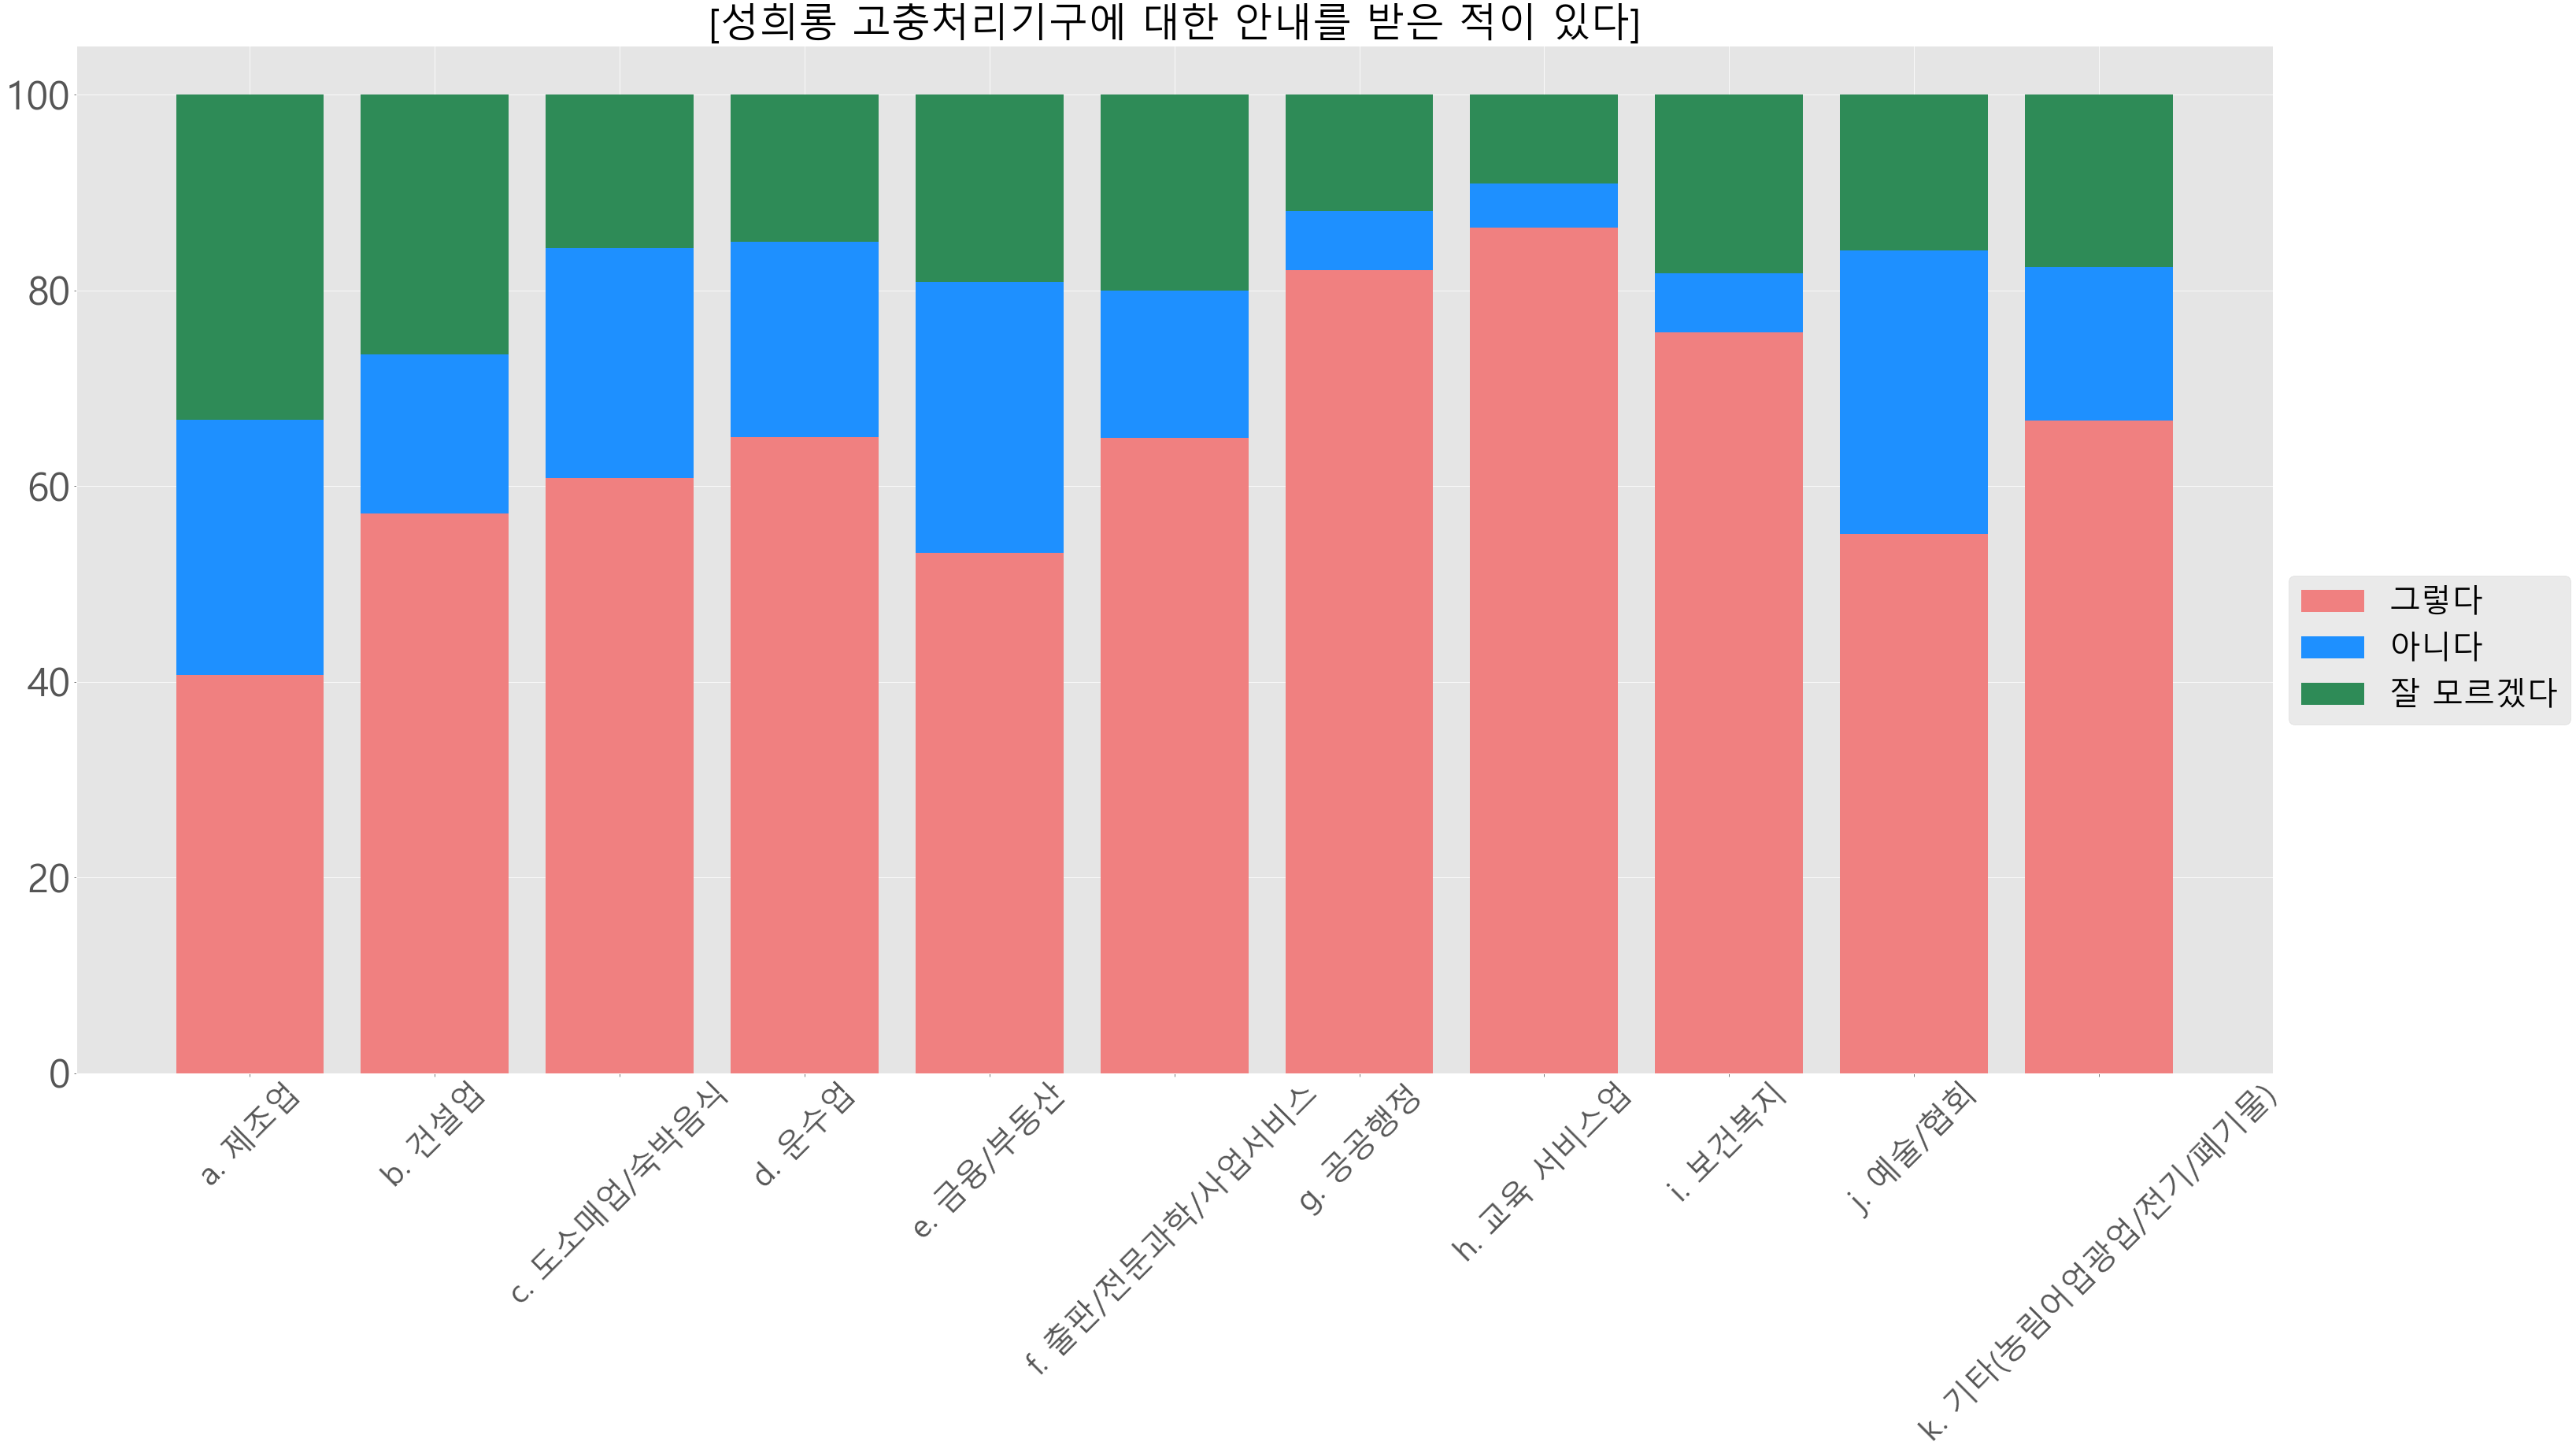 [성희롱 고충처리기구에 대한 안내를 받은 적이 있다]
100
80
60
40
20
0
a. 제조업
b. 건설업
c. 도소매업/숙박음식
d. 운수업
e. 금융/부동산
f. 출판/전문과학/사업서비스
g. 공공행정
h. 교육 서비스업
i. 보건복지
j. 예술/협회
k. 기타(농림어업광업/전기/폐기물)
그렇다
아니다
잘 모르겠다